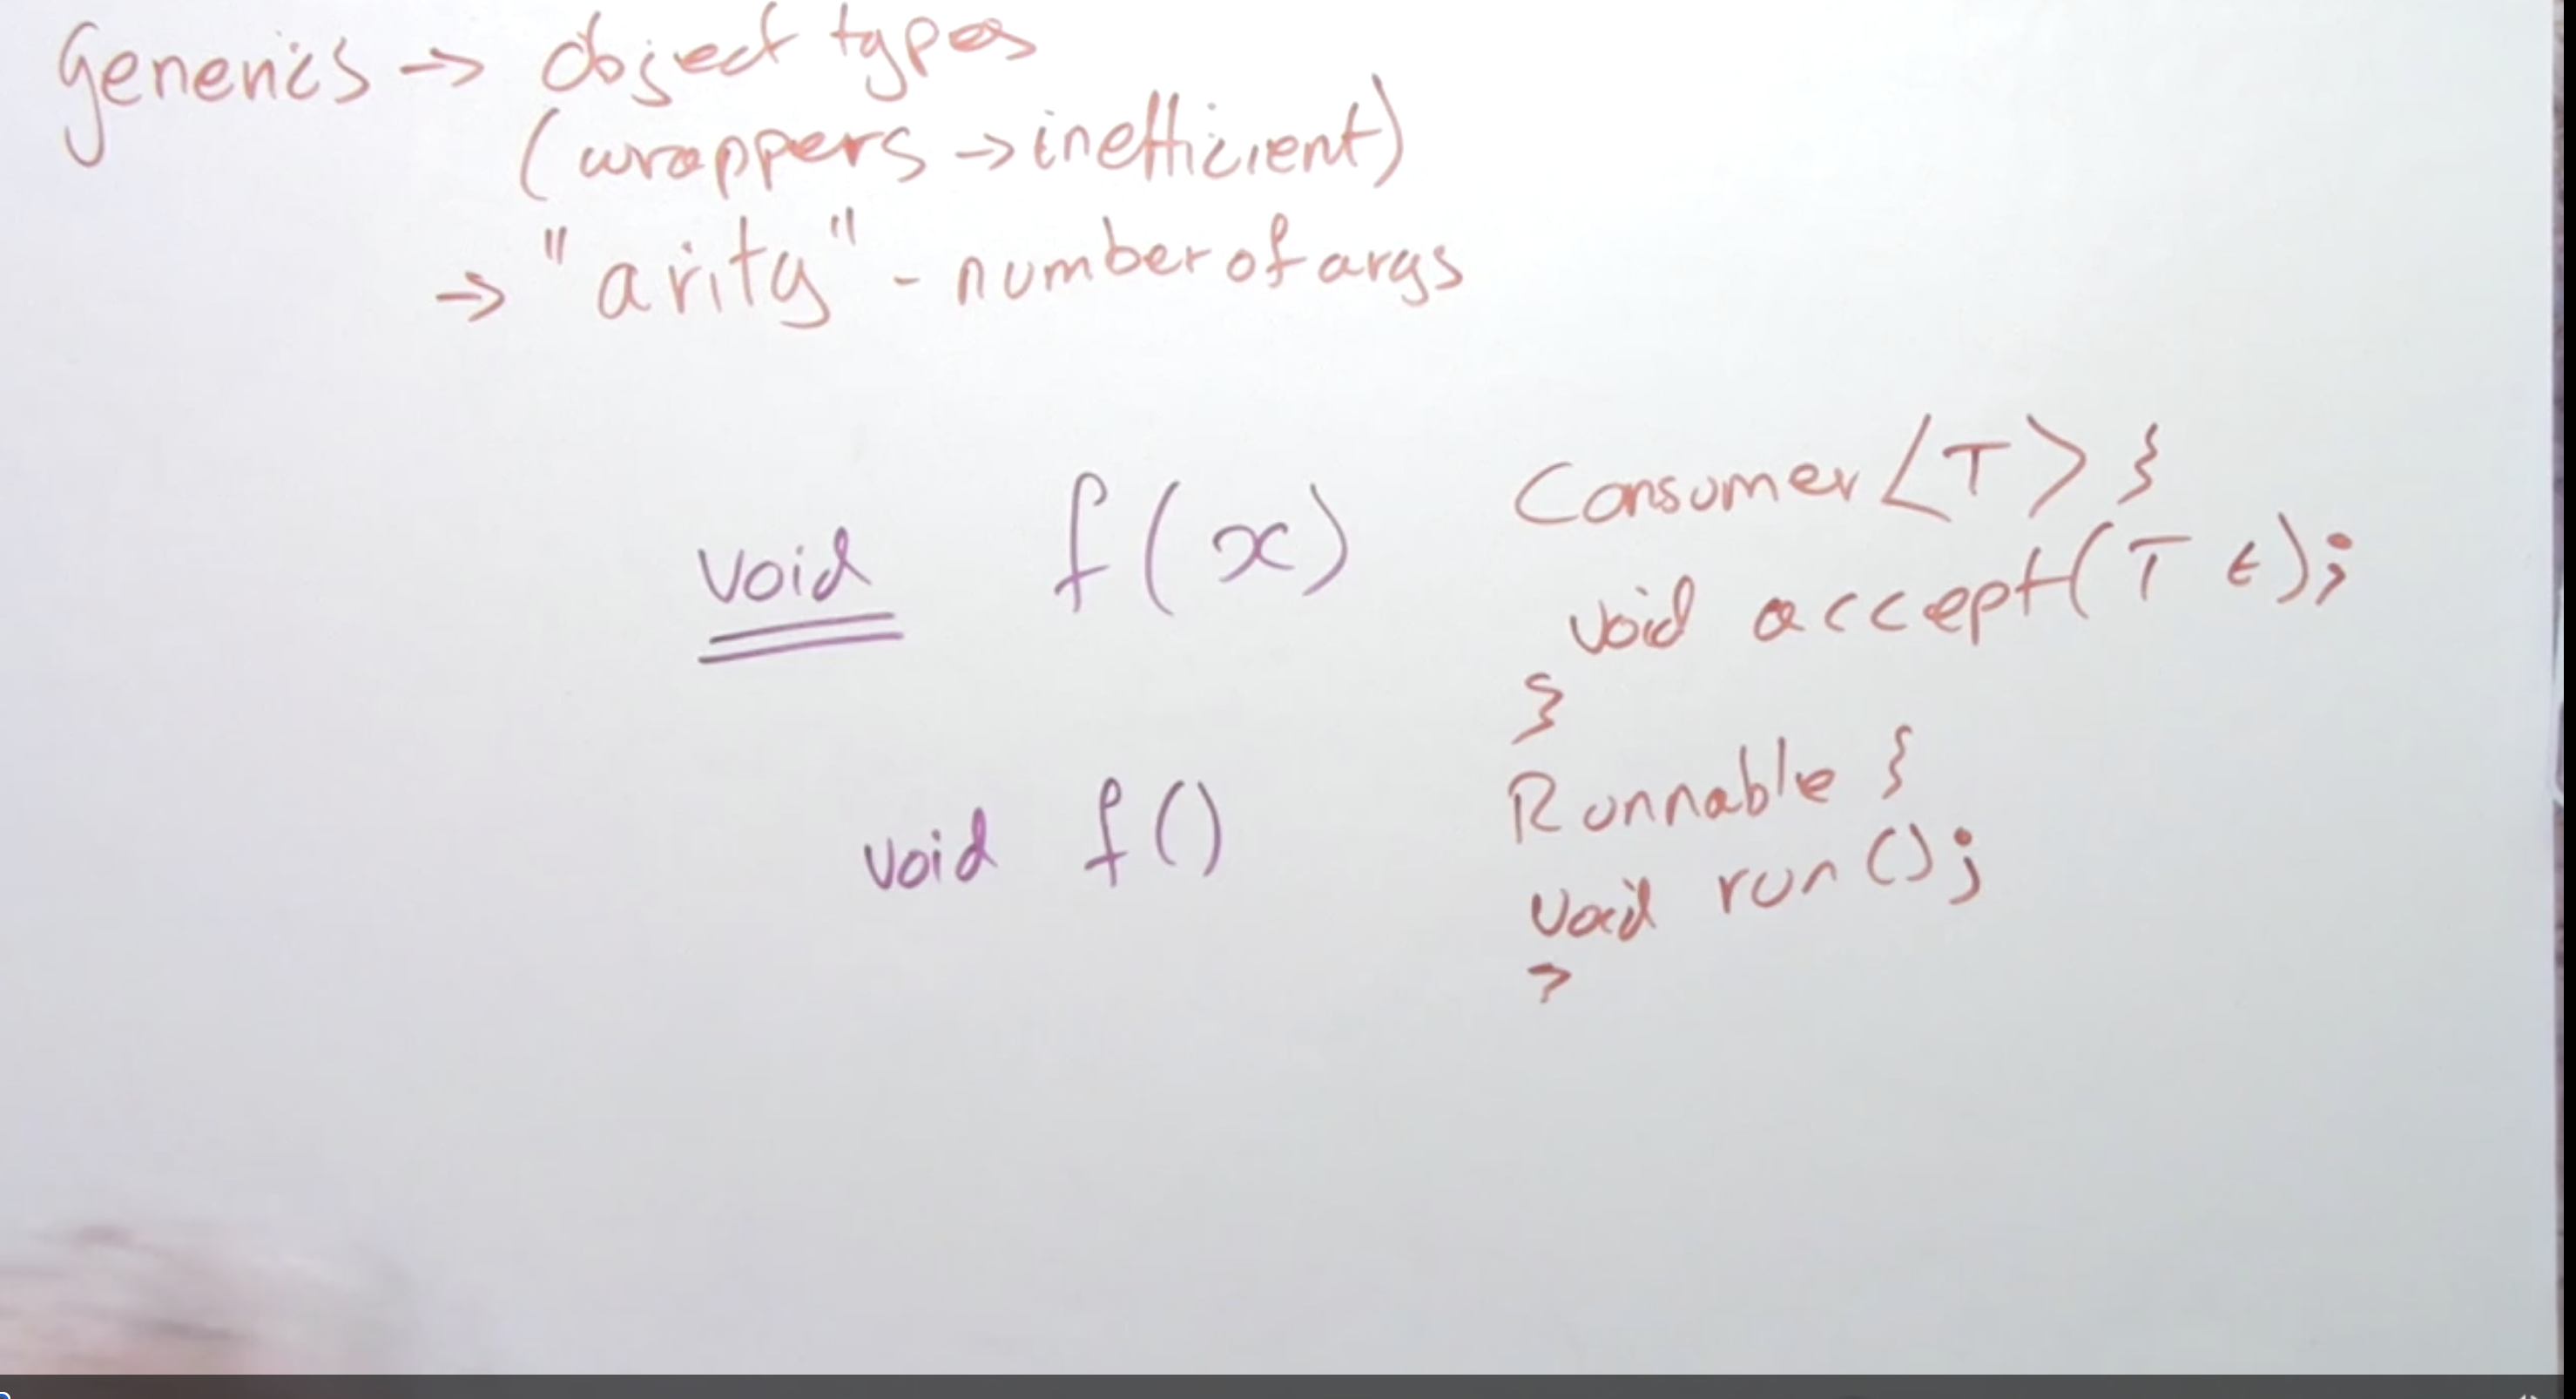 Generics → object types
(wrappers → inefficient)
→ "arity" - number of args
void f(x)
void f()
Consumer<T> {
void accept(T t);
}
Runnable {
void run();
}